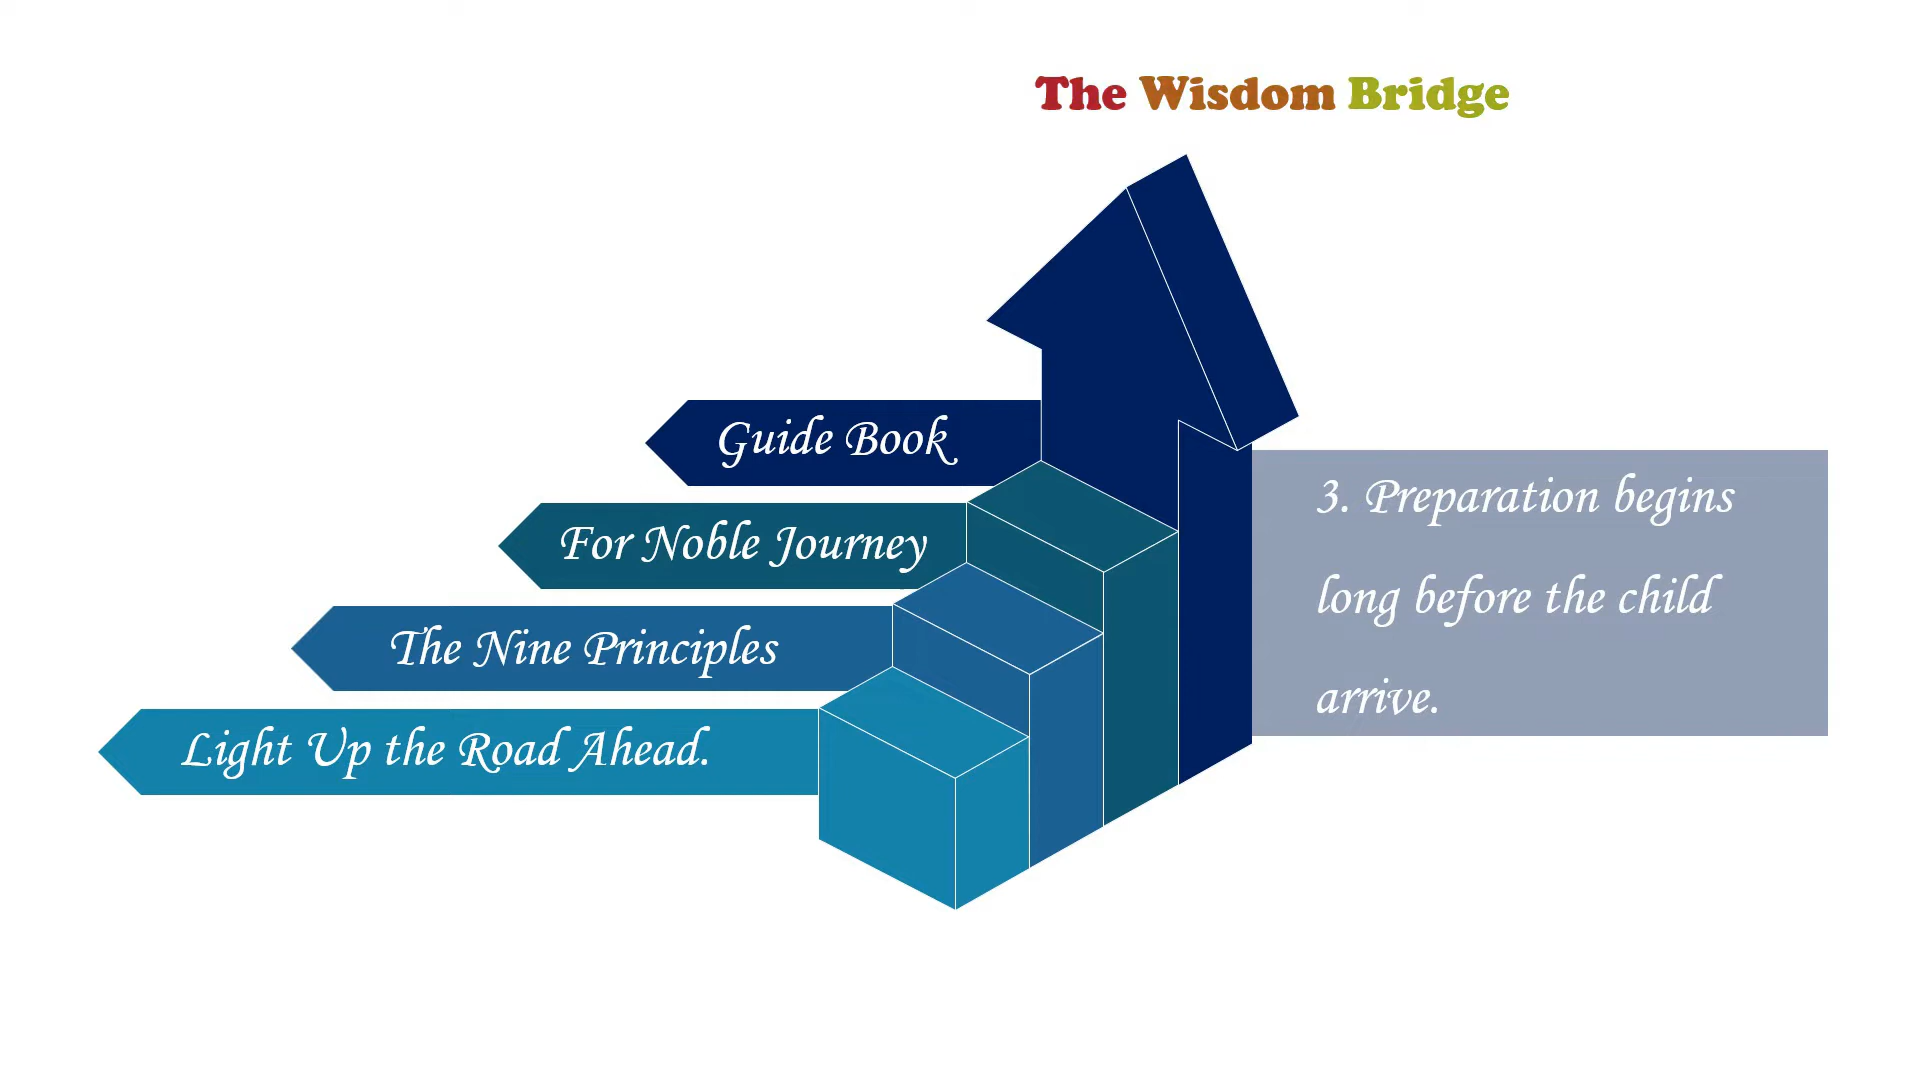 The Wisdom Bridge
Guide Book
For Noble Journey
The Nine Principles
Light Up the Road Ahead.
3. Preparation begins
long before the child
arrive.